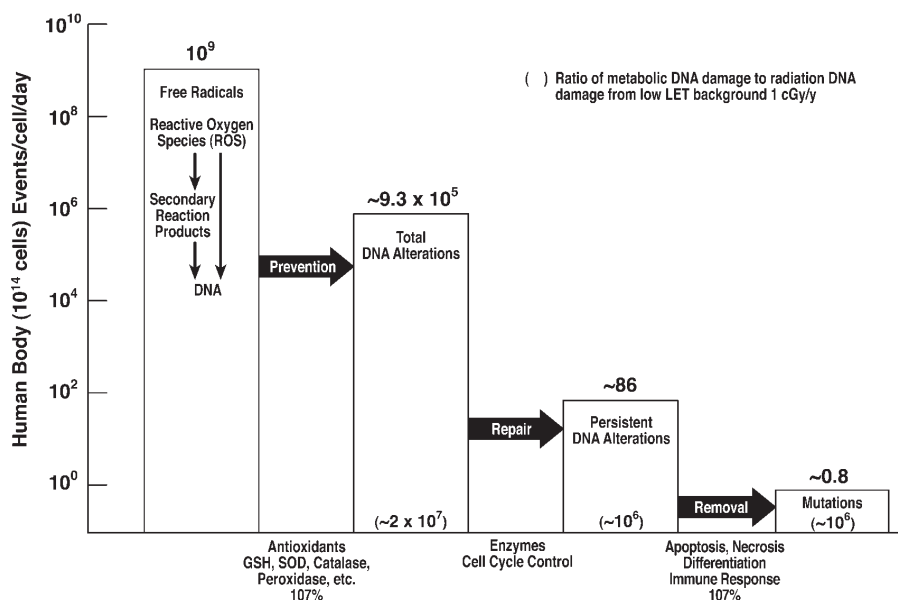 Human Body (10¹⁴ cells) Events/cell/day
10¹⁰
10⁸
10⁶
10⁴
10²
10⁰
10⁹
Free Radicals
Reactive Oxygen
Species (ROS)
Secondary
Reaction
Products
DNA
Prevention
Antioxidants
GSH, SOD, Catalase,
Peroxidase, etc.
107%
~9.3 x 10⁵
Total
DNA Alterations
(~2 x 10⁷)
Repair
Enzymes
Cell Cycle Control
~86
Persistent
DNA Alterations
(~10⁶)
Removal
Apoptosis, Necrosis
Differentiation
Immune Response
107%
~0.8
Mutations
(~10⁶)
( ) Ratio of metabolic DNA damage to radiation DNA
damage from low LET background 1 cGy/y